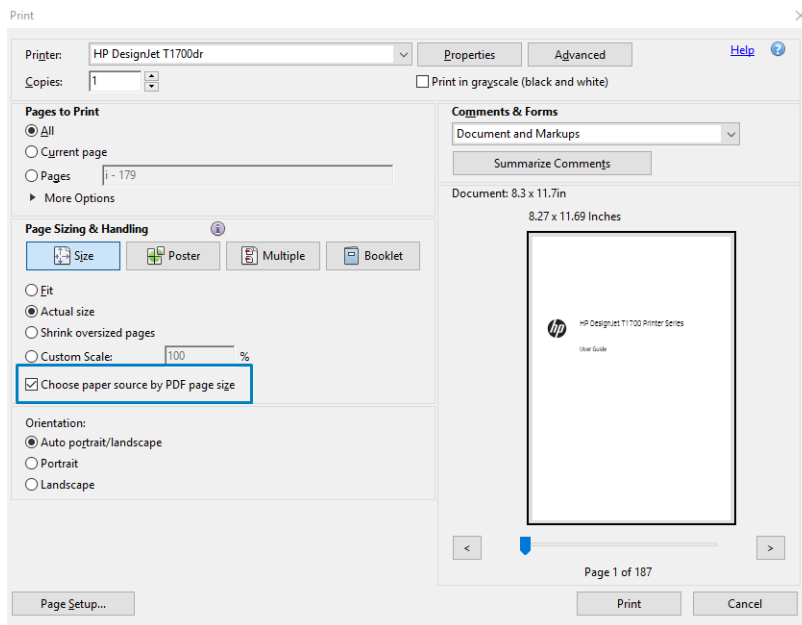 Print
Printer: HP DesignJet T1700dr Properties Advanced Help ?
Copies: 1 Print in grayscale (black and white)
Pages to Print
All
Current page
Pages i - 179
More Options
Page Sizing & Handling i
Size Poster Multiple Booklet
Fit
Actual size
Shrink oversized pages
Custom Scale: 100 %
Choose paper source by PDF page size
Orientation:
Auto portrait/landscape
Portrait
Landscape
Comments & Forms
Document and Markups
Summarize Comments
Document: 8.3 x 11.7in
8.27 x 11.69 Inches
hp HP DesignJet T1700 Printer Series
User Guide
< >
Page 1 of 187
Page Setup... Print Cancel